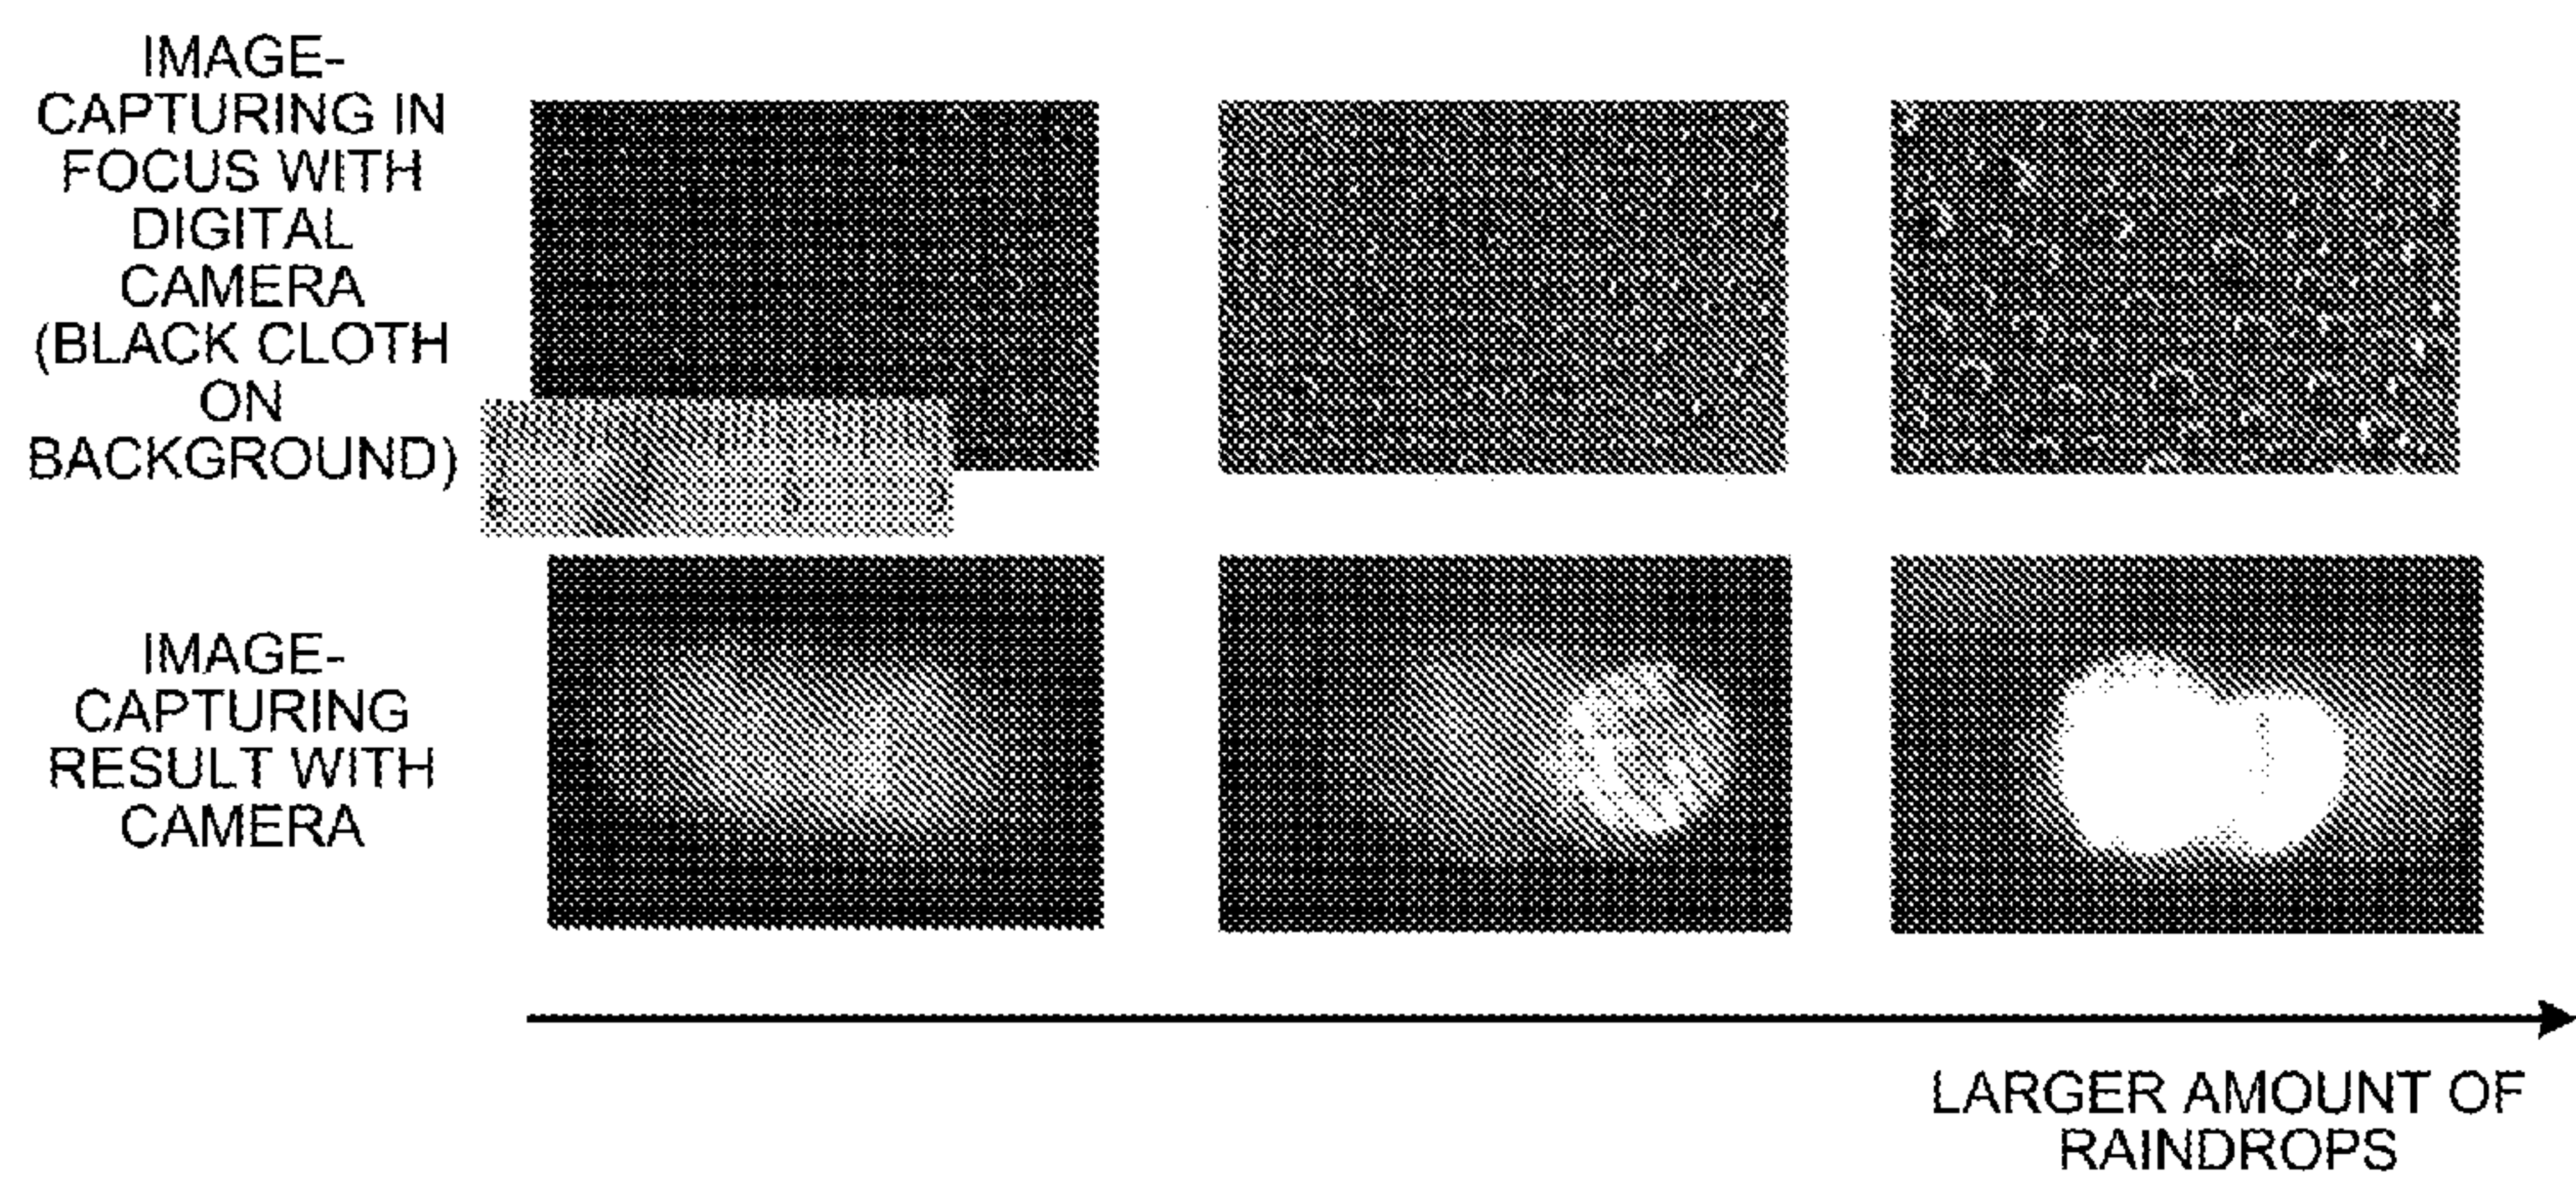 IMAGE-
CAPTURING IN
FOCUS WITH
DIGITAL
CAMERA
(BLACK CLOTH
ON
BACKGROUND)
IMAGE-
CAPTURING
RESULT WITH
CAMERA
LARGER AMOUNT OF
RAINDROPS